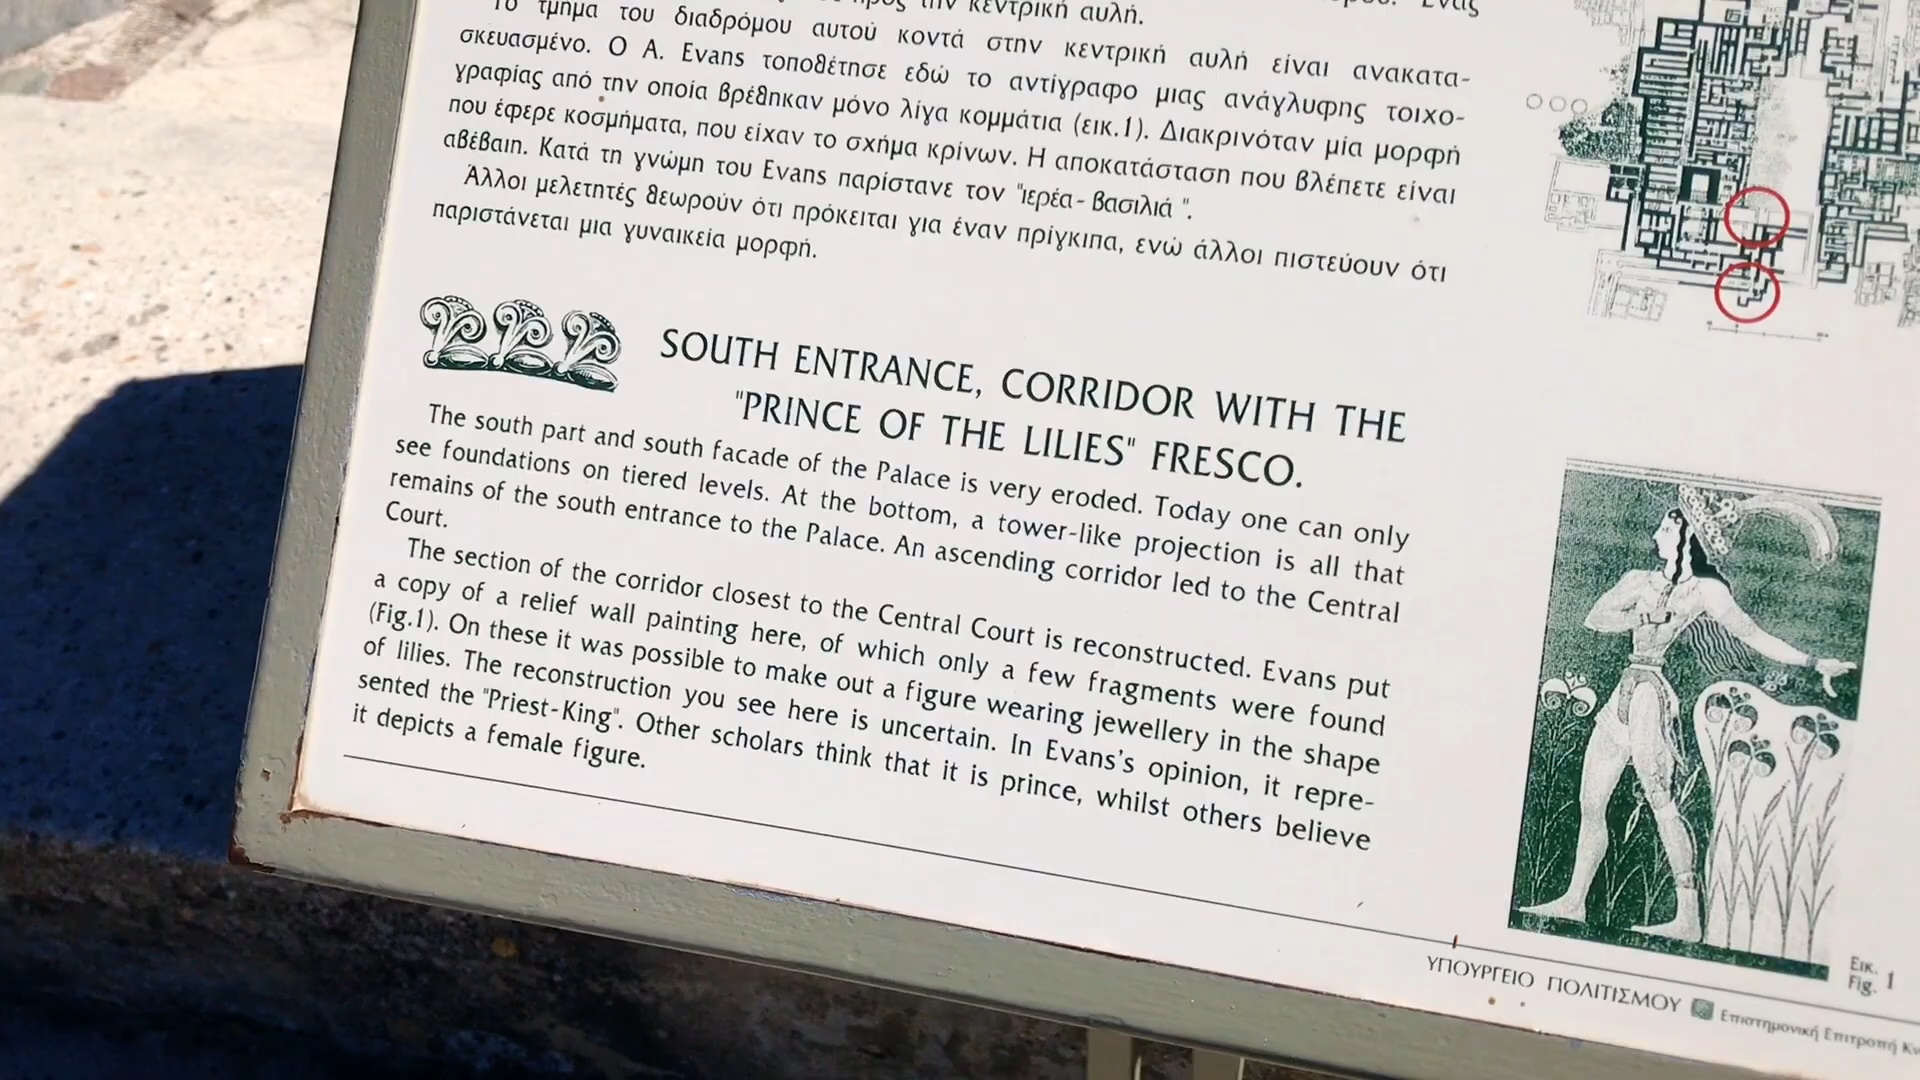 την κεντρική αυλή.
Το τμήμα του διαδρόμου αυτού κοντά στην κεντρική αυλή είναι ανακατα-
σκευασμένο. Ο Α. Evans τοποθέτησε εδώ το αντίγραφο μιας ανάγλυφης τοιχο-
γραφίας από την οποία βρέθηκαν μόνο λίγα κομμάτια (εικ.1). Διακρινόταν μία μορφή
που έφερε κοσμήματα, που είχαν το σχήμα κρίνων. Η αποκατάσταση που βλέπετε είναι
αβέβαιη. Κατά τη γνώμη του Evans παρίστανε τον "ιερέα- βασιλιά ".
Άλλοι μελετητές θεωρούν ότι πρόκειται για έναν πρίγκιπα, ενώ άλλοι πιστεύουν ότι
παριστάνεται μια γυναικεία μορφή.
SOUTH ENTRANCE, CORRIDOR WITH THE
"PRINCE OF THE LILIES" FRESCO.
The south part and south facade of the Palace is very eroded. Today one can only
see foundations on tiered levels. At the bottom, a tower-like projection is all that
remains of the south entrance to the Palace. An ascending corridor led to the Central
Court.
The section of the corridor closest to the Central Court is reconstructed. Evans put
a copy of a relief wall painting here, of which only a few fragments were found
(Fig.1). On these it was possible to make out a figure wearing jewellery in the shape
of lilies. The reconstruction you see here is uncertain. In Evans's opinion, it repre-
sented the "Priest-King". Other scholars think that it is prince, whilst others believe
it depicts a female figure.
Εικ.
Fig. 1
ΥΠΟΥΡΓΕΙΟ ΠΟΛΙΤΙΣΜΟΥ Επιστημονική Επιτροπή